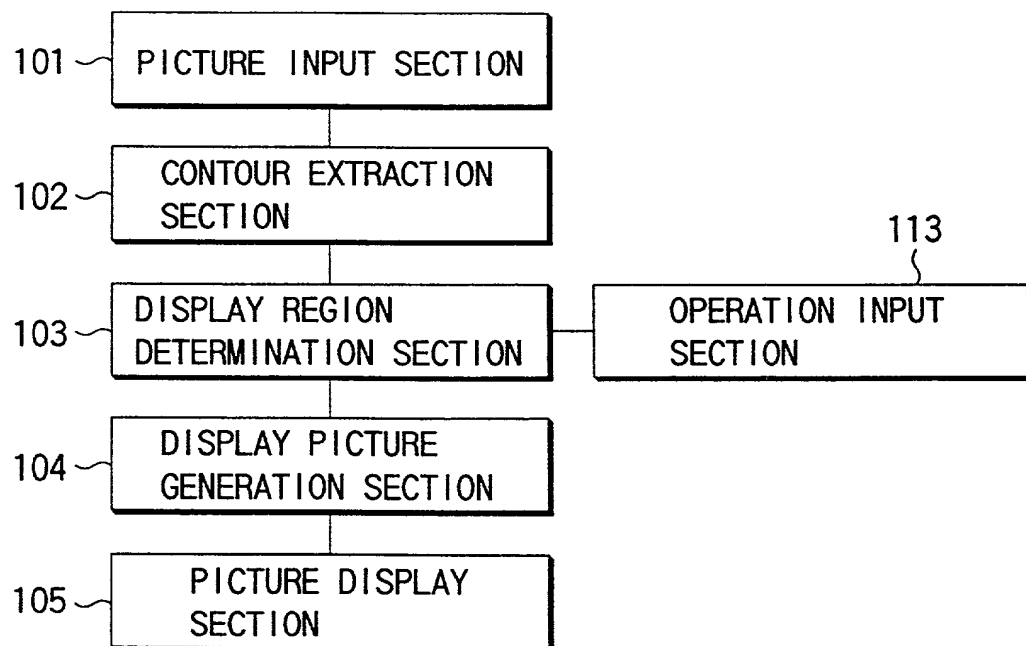 101 PICTURE INPUT SECTION
102 CONTOUR EXTRACTION
SECTION
113
103 DISPLAY REGION
DETERMINATION SECTION
OPERATION INPUT
SECTION
104 DISPLAY PICTURE
GENERATION SECTION
105 PICTURE DISPLAY
SECTION